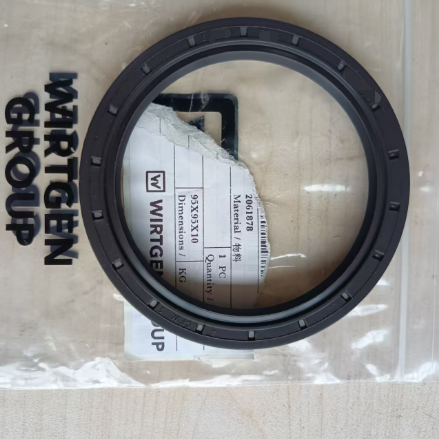 WIRTGEN
GROUP
2061878
Material / 物料
1 PC
Quantity /
95X95X10
Dimensions /
KG
WIRTGEN
GROUP